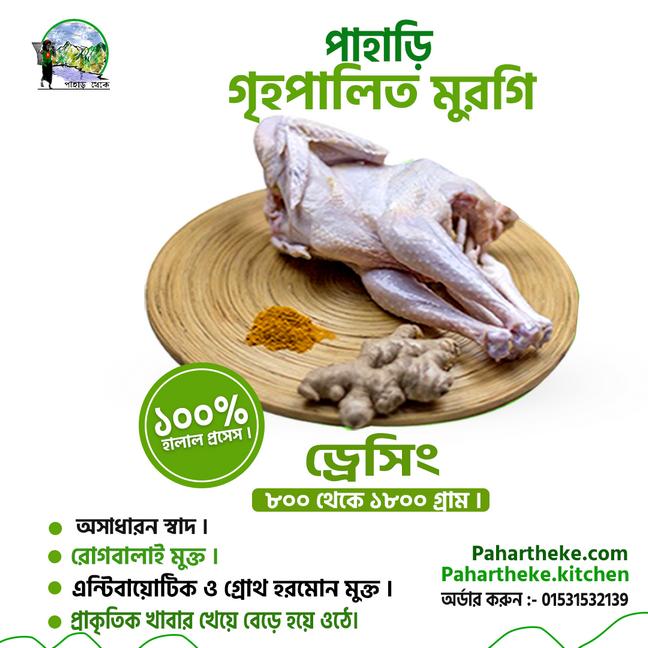 পাহাড় থেকে
পাহাড়ি
গৃহপালিত মুরগি
১০০%
হালাল প্রসেস ।
ড্রেসিং
৮০০ থেকে ১৮০০ গ্রাম ।
অসাধারন স্বাদ ।
রোগবালাই মুক্ত ।
এন্টিবায়োটিক ও গ্রোথ হরমোন মুক্ত ।
প্রাকৃতিক খাবার খেয়ে বেড়ে হয়ে ওঠে।
Pahartheke.com
Pahartheke.kitchen
অর্ডার করুন :- 01531532139